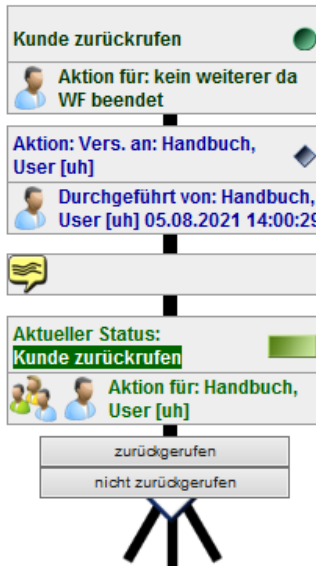 Kunde zurückrufen
Aktion für: kein weiterer da
WF beendet
Aktion: Vers. an: Handbuch,
User [uh]
Durchgeführt von: Handbuch,
User [uh] 05.08.2021 14:00:29
Aktueller Status:
Kunde zurückrufen
Aktion für: Handbuch,
User [uh]
zurückgerufen
nicht zurückgerufen